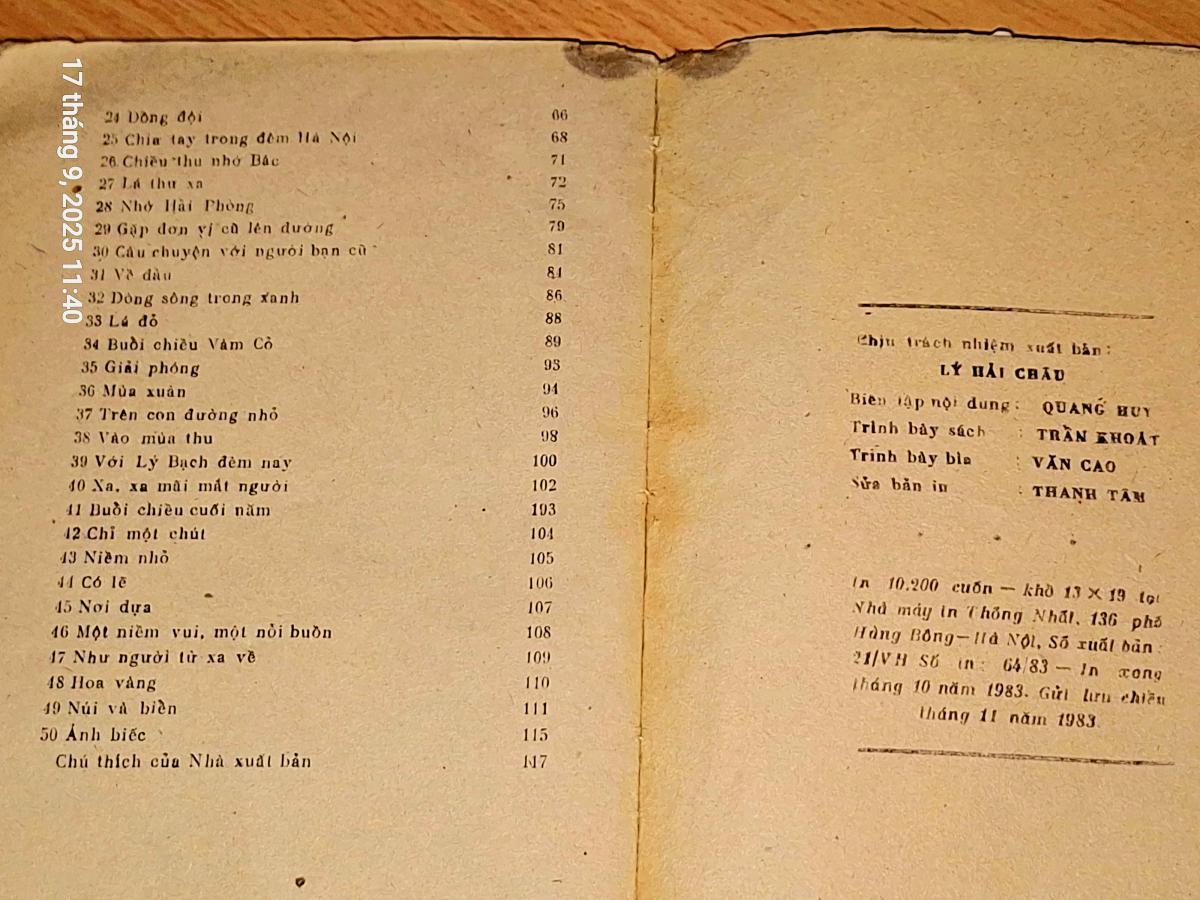 17 tháng 9, 2025 11:40
24 Đồng đội 66
25 Chia tay trong đêm Hà Nội 68
26 Chiều thu nhớ Bác 71
27 Lá thư xa 72
28 Nhớ Hải Phòng 75
29 Gặp đơn vị cũ lên đường 79
30 Câu chuyện với người bạn cũ 81
31 Về đâu 84
32 Dòng sông trong xanh 86
33 Lá đỏ 88
34 Buổi chiều Vàm Cỏ 89
35 Giải phóng 93
36 Mùa xuân 94
37 Trên con đường nhỏ 96
38 Vào mùa thu 98
39 Với Lý Bạch đêm nay 100
40 Xa, xa mãi mắt người 102
41 Buổi chiều cuối năm 193
42 Chỉ một chút 104
43 Niềm nhỏ 105
44 Có lẽ 106
45 Nơi dựa 107
46 Một niềm vui, một nỗi buồn 108
47 Như người từ xa về 109
48 Hoa vàng 110
49 Núi và biển 111
50 Ánh biếc 115
Chú thích của Nhà xuất bản 117
Chịu trách nhiệm xuất bản:
LÝ HẢI CHÂU
Biên tập nội dung: QUANG HUY
Trình bày sách : TRẦN KHOÁT
Trình bày bìa : VĂN CAO
Sửa bản in : THANH TÂM
In 10.200 cuốn — khổ 13 × 19 tại
Nhà máy in Thống Nhất, 136 phố
Hàng Bông—Hà Nội, Số xuất bản:
21/VH Số in: 64/83 — In xong
tháng 10 năm 1983. Gửi lưu chiểu
tháng 11 năm 1983.